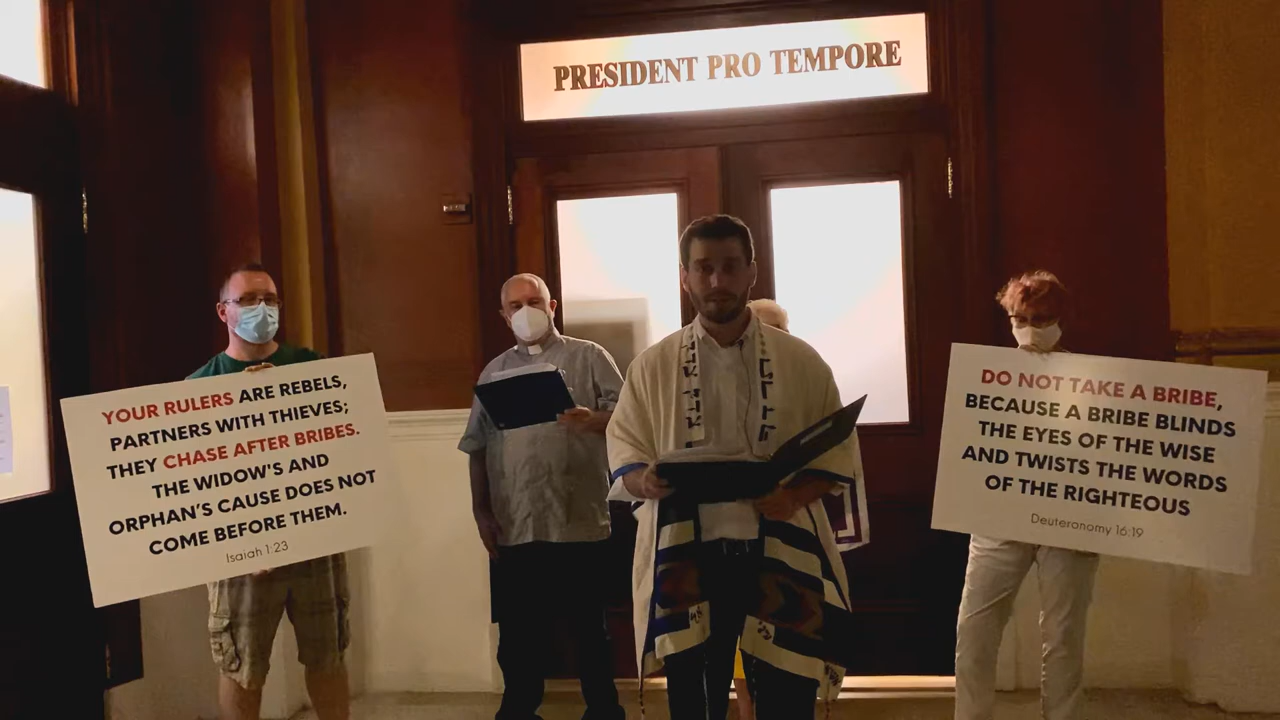 PRESIDENT PRO TEMPORE
YOUR RULERS ARE REBELS,
PARTNERS WITH THIEVES;
THEY CHASE AFTER BRIBES.
THE WIDOW'S AND
ORPHAN'S CAUSE DOES NOT
COME BEFORE THEM.
Isaiah 1:23
DO NOT TAKE A BRIBE,
BECAUSE A BRIBE BLINDS
THE EYES OF THE WISE
AND TWISTS THE WORDS
OF THE RIGHTEOUS
Deuteronomy 16:19